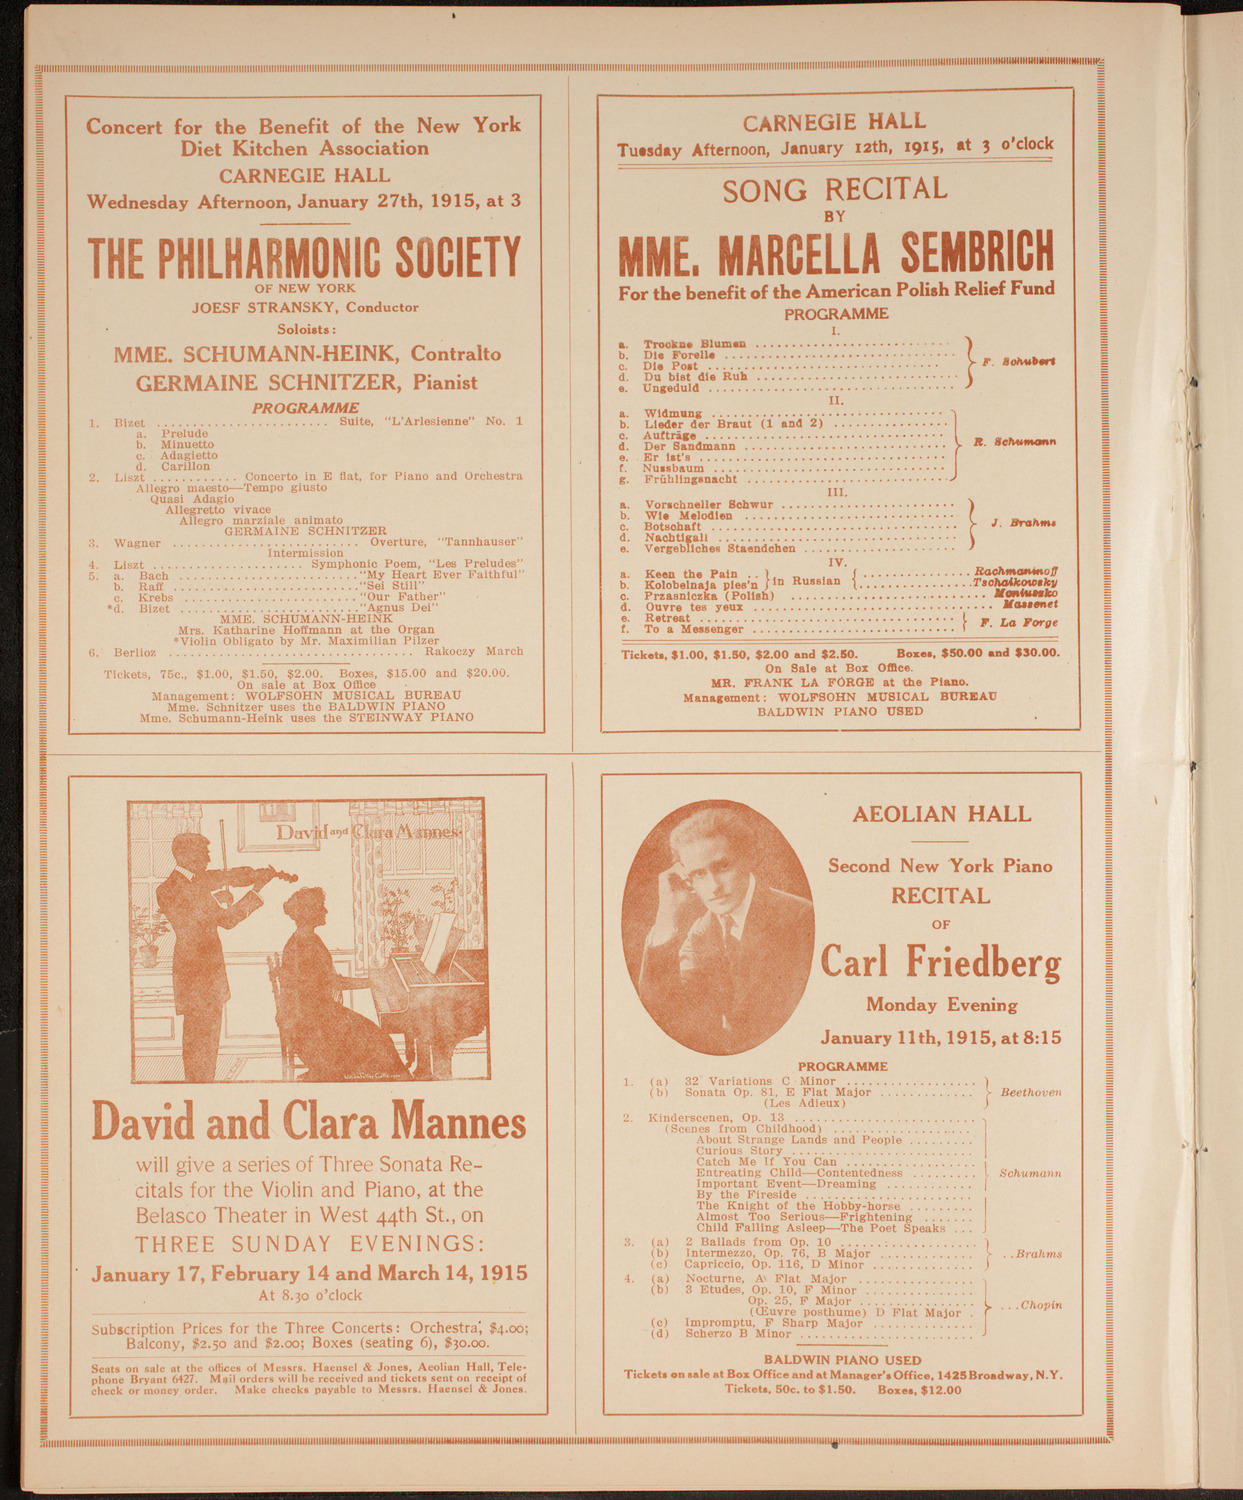 Concert for the Benefit of the New York
Diet Kitchen Association
CARNEGIE HALL
Wednesday Afternoon, January 27th, 1915, at 3
THE PHILHARMONIC SOCIETY
OF NEW YORK
JOESF STRANSKY, Conductor
Soloists:
MME. SCHUMANN-HEINK, Contralto
GERMAINE SCHNITZER, Pianist
PROGRAMME
1. Bizet ........................ Suite, "L'Arlesienne" No. 1
a. Prelude
b. Minuetto
c. Adagietto
d. Carillon
2. Liszt ............ Concerto in E flat, for Piano and Orchestra
Allegro maesto—Tempo giusto
Quasi Adagio
Allegretto vivace
Allegro marziale animato
GERMAINE SCHNITZER
3. Wagner ........................... Overture, "Tannhauser"
Intermission
4. Liszt ...................... Symphonic Poem, "Les Preludes"
5. a. Bach ........................."My Heart Ever Faithful"
b. Raff ........................."Sei Still"
c. Krebs ........................."Our Father"
*d. Bizet ........................."Agnus Dei"
MME. SCHUMANN-HEINK
Mrs. Katharine Hoffmann at the Organ
*Violin Obligato by Mr. Maximilian Pilzer
6. Berlioz .................................. Rakoczy March
Tickets, 75c., $1.00, $1.50, $2.00. Boxes, $15.00 and $20.00.
On sale at Box Office
Management: WOLFSOHN MUSICAL BUREAU
Mme. Schnitzer uses the BALDWIN PIANO
Mme. Schumann-Heink uses the STEINWAY PIANO
CARNEGIE HALL
Tuesday Afternoon, January 12th, 1915, at 3 o'clock
SONG RECITAL
BY
MME. MARCELLA SEMBRICH
For the benefit of the American Polish Relief Fund
PROGRAMME
I.
a. Trockne Blumen ............................
b. Die Forelle ................................
c. Die Post ................................ F. Schubert
d. Du bist die Ruh ............................
e. Ungeduld ..................................
II.
a. Widmung ................................
b. Lieder der Braut (1 and 2) ................
c. Aufträge ................................
d. Der Sandmann ............................ R. Schumann
e. Er ist's ..................................
f. Nussbaum ................................
g. Frühlingsnacht ............................
III.
a. Vorschneller Schwur ........................
b. Wie Melodien ..............................
c. Botschaft .................................. J. Brahms
d. Nachtigall ................................
e. Vergebliches Staendchen ....................
IV.
a. Keen the Pain .. in Russian ................Rachmaninoff
b. Kolobelnaja pies'n ................Tschaikowsky
c. Przasniczka (Polish) ............................ Moniuszko
d. Ouvre tes yeux ................................ Massenet
e. Retreat ................................ F. La Forge
f. To a Messenger ............................
Tickets, $1.00, $1.50, $2.00 and $2.50. Boxes, $50.00 and $30.00.
On Sale at Box Office.
MR. FRANK LA FORGE at the Piano.
Management: WOLFSOHN MUSICAL BUREAU
BALDWIN PIANO USED
David and Clara Mannes
David and Clara Mannes
will give a series of Three Sonata Re-
citals for the Violin and Piano, at the
Belasco Theater in West 44th St., on
THREE SUNDAY EVENINGS:
January 17, February 14 and March 14, 1915
At 8.30 o'clock
Subscription Prices for the Three Concerts: Orchestra, $4.00;
Balcony, $2.50 and $2.00; Boxes (seating 6), $30.00.
Seats on sale at the offices of Messrs. Haensel & Jones, Aeolian Hall, Tele-
phone Bryant 6427. Mail orders will be received and tickets sent on receipt of
check or money order. Make checks payable to Messrs. Haensel & Jones.
AEOLIAN HALL
Second New York Piano
RECITAL
OF
Carl Friedberg
Monday Evening
January 11th, 1915, at 8:15
PROGRAMME
1. (a) 32 Variations C Minor ..................
(b) Sonata Op. 81, E Flat Major ............. Beethoven
(Les Adieux)
2. Kinderscenen, Op. 13 ..........................
(Scenes from Childhood) ....................
About Strange Lands and People .........
Curious Story ..........................
Catch Me If You Can ..................
Entreating Child—Contentedness ......... Schumann
Important Event—Dreaming .............
By the Fireside ........................
The Knight of the Hobby-horse .........
Almost Too Serious—Frightening .......
Child Falling Asleep—The Poet Speaks ...
3. (a) 2 Ballads from Op. 10 ....................
(b) Intermezzo, Op. 76, B Major .............. ..Brahms
(c) Capriccio, Op. 116, D Minor ..............
4. (a) Nocturne, A Flat Major ..................
(b) 3 Etudes, Op. 10, F Minor ................
Op. 25, F Major ................
(Œuvre posthume) D Flat Major . ...Chopin
(c) Impromptu, F Sharp Major ...............
(d) Scherzo B Minor ..........................
BALDWIN PIANO USED
Tickets on sale at Box Office and at Manager's Office, 1425 Broadway, N.Y.
Tickets, 50c. to $1.50. Boxes, $12.00